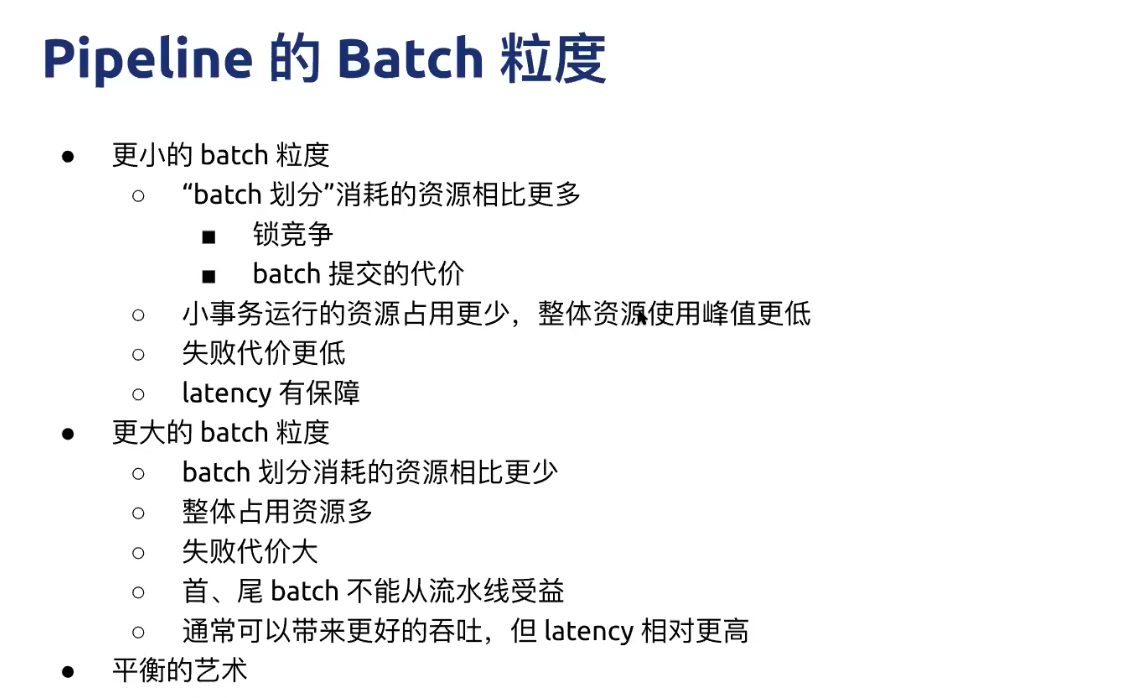 Pipeline 的 Batch 粒度
● 更小的 batch 粒度
○ “batch 划分”消耗的资源相比更多
■ 锁竞争
■ batch 提交的代价
○ 小事务运行的资源占用更少，整体资源使用峰值更低
○ 失败代价更低
○ latency 有保障
● 更大的 batch 粒度
○ batch 划分消耗的资源相比更少
○ 整体占用资源多
○ 失败代价大
○ 首、尾 batch 不能从流水线受益
○ 通常可以带来更好的吞吐，但 latency 相对更高
● 平衡的艺术